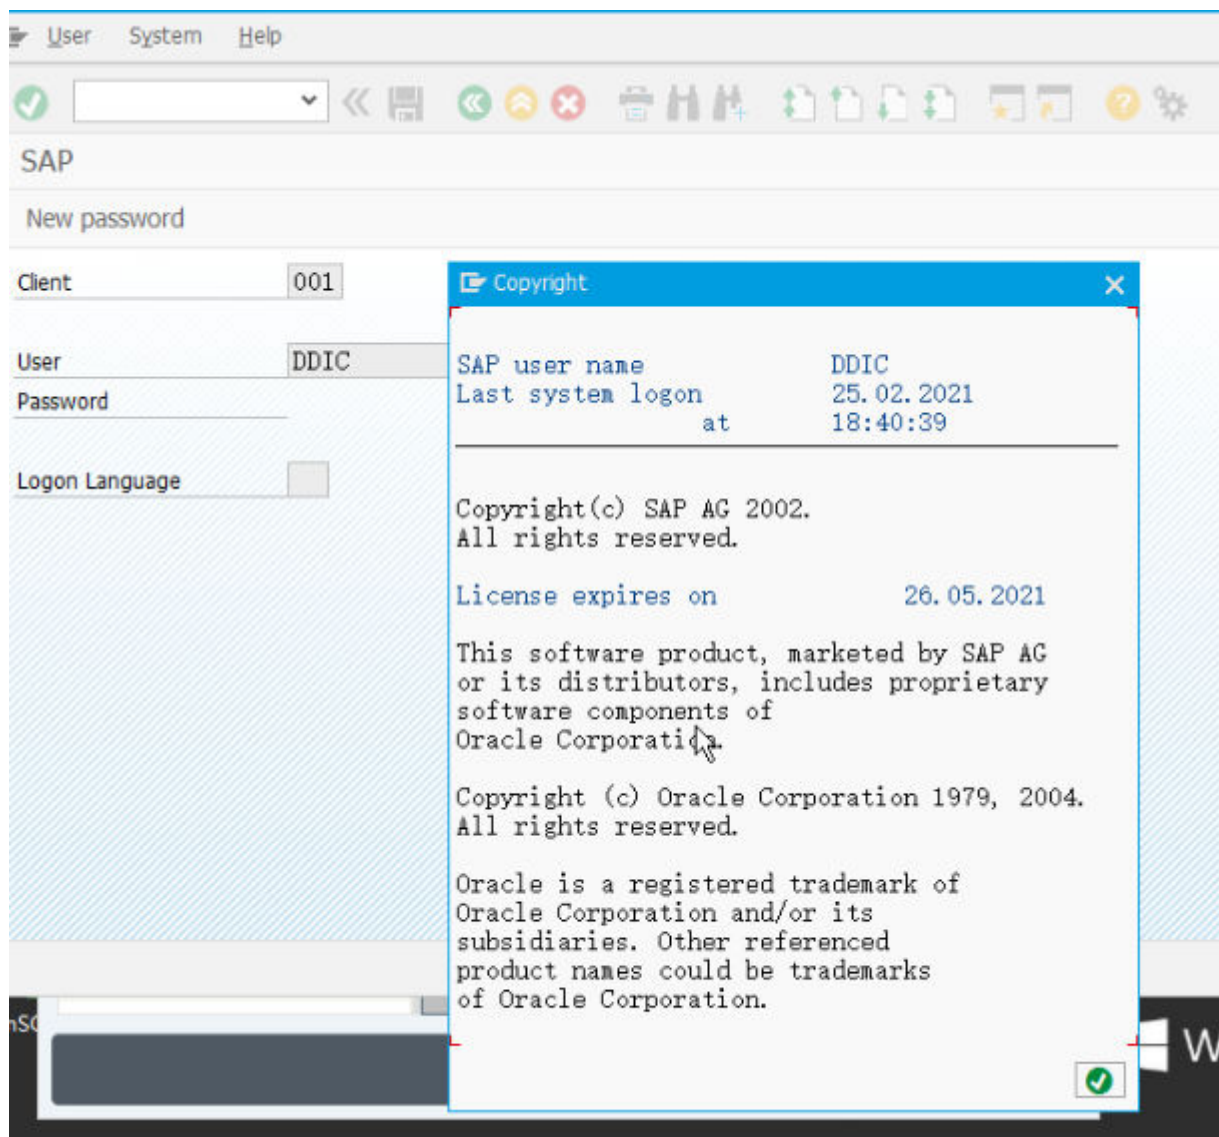 User System Help
SAP
New password
Client 001
User DDIC
Password
Logon Language
Copyright
SAP user name DDIC
Last system logon 25.02.2021
at 18:40:39
Copyright(c) SAP AG 2002.
All rights reserved.
License expires on 26.05.2021
This software product, marketed by SAP AG
or its distributors, includes proprietary
software components of
Oracle Corporation.
Copyright (c) Oracle Corporation 1979, 2004.
All rights reserved.
Oracle is a registered trademark of
Oracle Corporation and/or its
subsidiaries. Other referenced
product names could be trademarks
of Oracle Corporation.
W